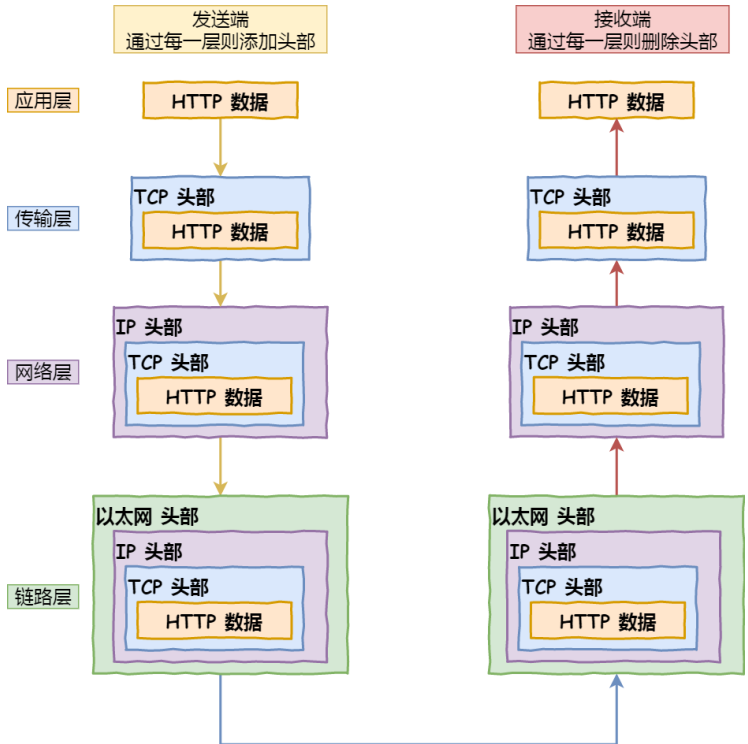 发送端
通过每一层则添加头部
接收端
通过每一层则删除头部
应用层
HTTP 数据
HTTP 数据
传输层
TCP 头部
HTTP 数据
TCP 头部
HTTP 数据
网络层
IP 头部
TCP 头部
HTTP 数据
IP 头部
TCP 头部
HTTP 数据
链路层
以太网 头部
IP 头部
TCP 头部
HTTP 数据
以太网 头部
IP 头部
TCP 头部
HTTP 数据